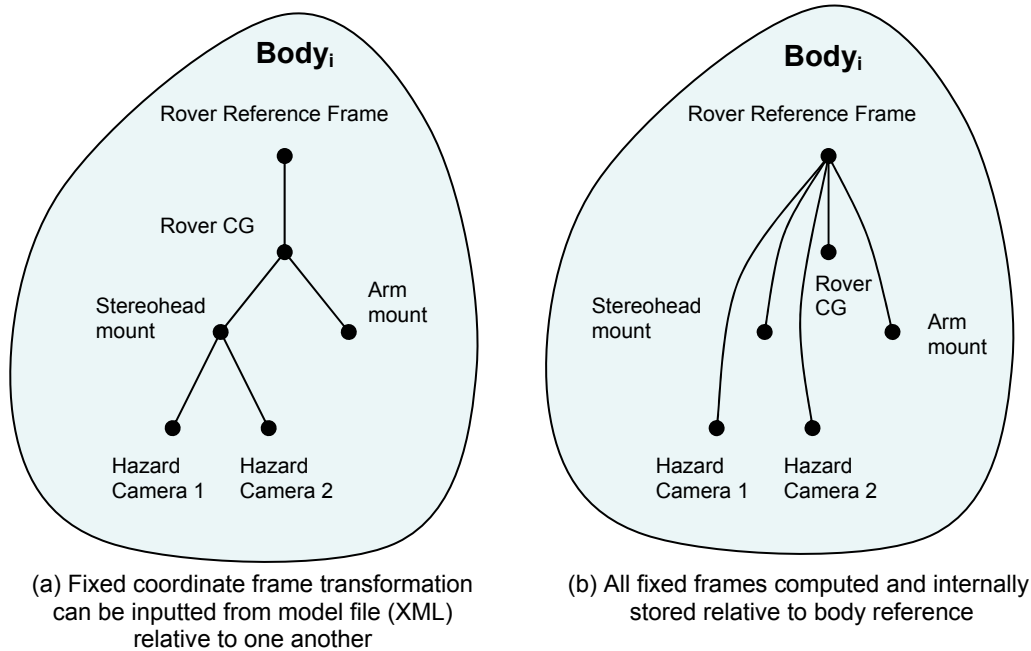 Body_i
Rover Reference Frame
Rover CG
Stereohead
mount
Arm
mount
Hazard
Camera 1
Hazard
Camera 2
(a) Fixed coordinate frame transformation
can be inputted from model file (XML)
relative to one another
Body_i
Rover Reference Frame
Rover
CG
Stereohead
mount
Arm
mount
Hazard
Camera 1
Hazard
Camera 2
(b) All fixed frames computed and internally
stored relative to body reference